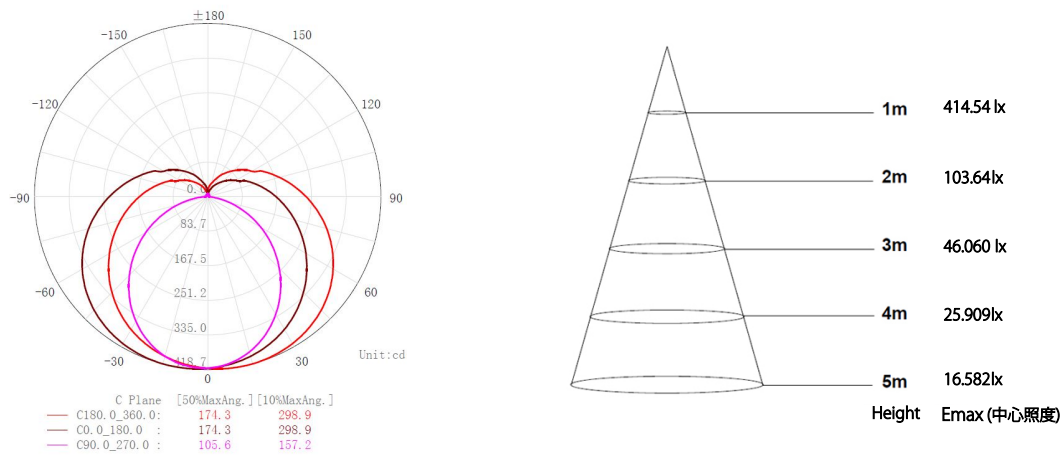 ±180
-150
150
-120
120
-90
90
0.0
83.7
167.5
-60
60
251.2
335.0
-30
30
418.7
Unit:cd
0
C Plane [50%MaxAng.][10%MaxAng.]
C180.0_360.0: 174.3 298.9
C0.0_180.0 : 174.3 298.9
C90.0_270.0 : 105.6 157.2
1m 414.54 lx
2m 103.64lx
3m 46.060 lx
4m 25.909lx
5m 16.582lx
Height Emax (中心照度)